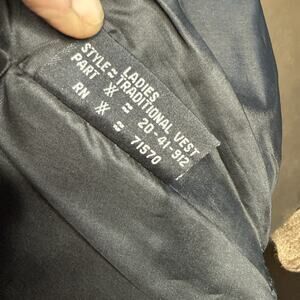 LADIES
STYLE = TRADITIONAL VEST
PART # = 20-41-912
RN # = 71570